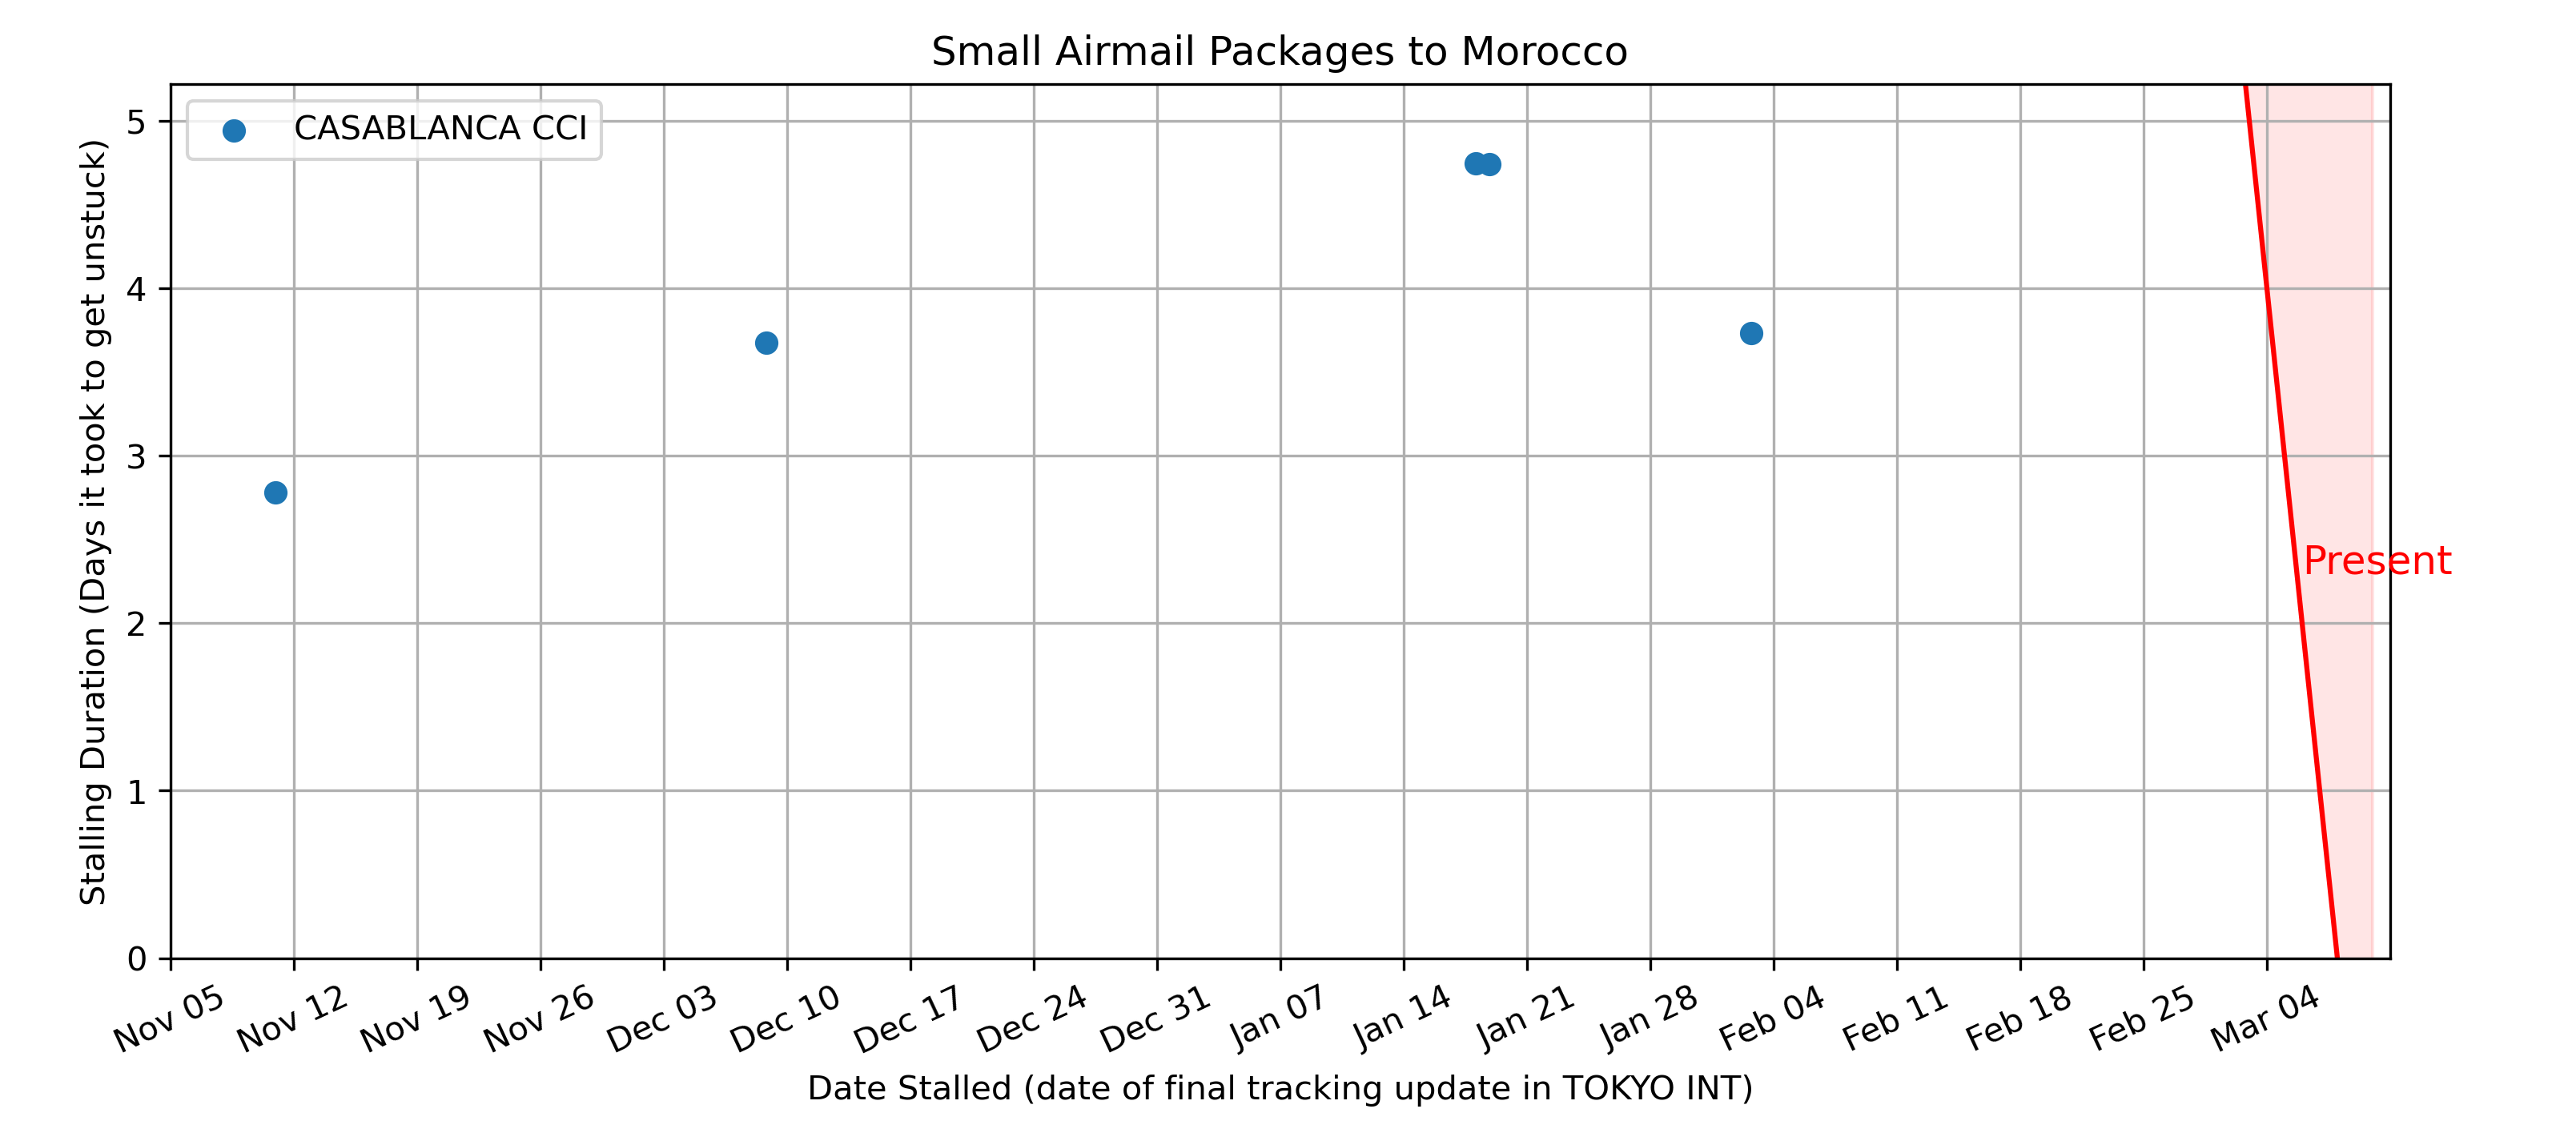 Small Airmail Packages to Morocco
CASABLANCA CCI
Stalling Duration (Days it took to get unstuck)
5
4
3
2
1
0
Present
Nov 05
Nov 12
Nov 19
Nov 26
Dec 03
Dec 10
Dec 17
Dec 24
Dec 31
Jan 07
Jan 14
Jan 21
Jan 28
Feb 04
Feb 11
Feb 18
Feb 25
Mar 04
Date Stalled (date of final tracking update in TOKYO INT)